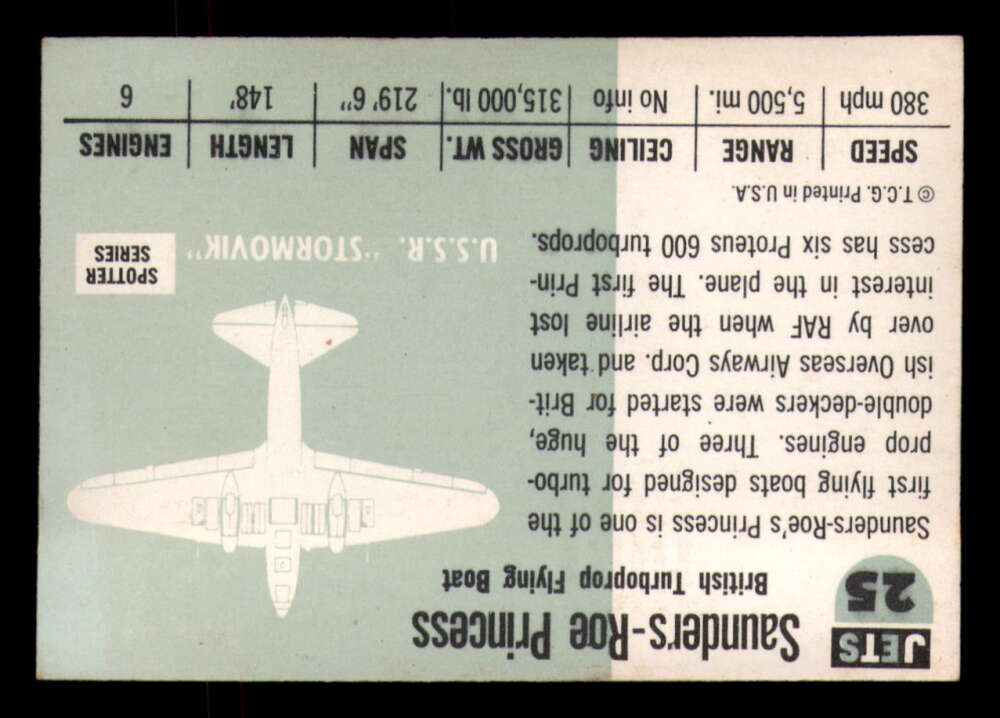 JETS
25
Saunders-Roe Princess
British Turboprop Flying Boat
Saunders-Roe's Princess is one of the
first flying boats designed for turbo-
prop engines. Three of the huge,
double-deckers were started for Brit-
ish Overseas Airways Corp. and taken
over by RAF when the airline lost
interest in the plane. The first Prin-
cess has six Proteus 600 turboprops.
© T.C.G. Printed in U.S.A.
U.S.S.R. "STORMOVIK"
SPOTTER
SERIES
SPEED RANGE CEILING GROSS WT. SPAN LENGTH ENGINES
380 mph 5,500 mi. No info 315,000 lb. 219' 6" 148' 6